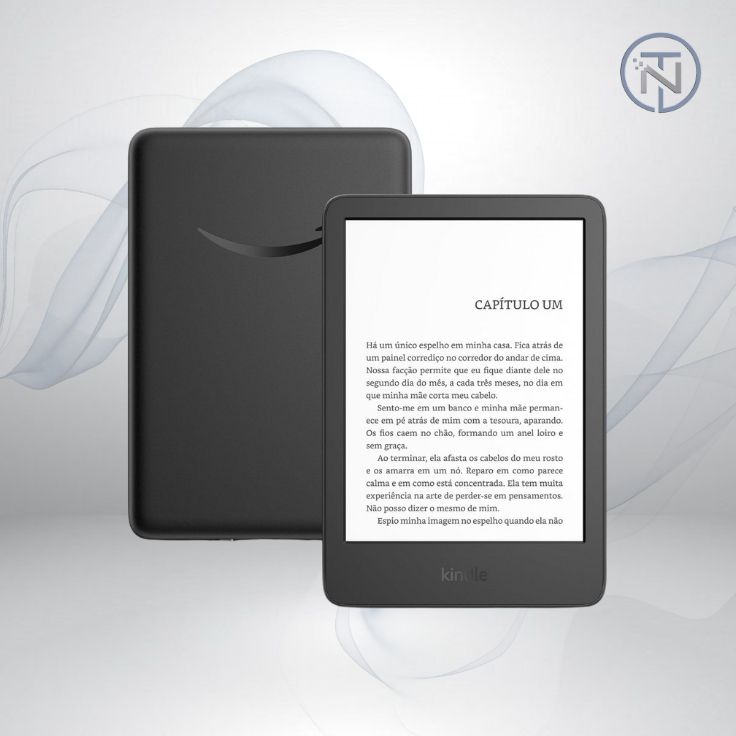 TN
CAPÍTULO UM
Há um único espelho em minha casa. Fica atrás de
um painel corrediço no corredor do andar de cima.
Nossa facção permite que eu fique diante dele no
segundo dia do mês, a cada três meses, no dia em
que minha mãe corta meu cabelo.
Sento-me em um banco e minha mãe perman-
ece em pé atrás de mim com a tesoura, aparando.
Os fios caem no chão, formando um anel loiro e
sem graça.
Ao terminar, ela afasta os cabelos do meu rosto
e os amarra em um nó. Reparo em como parece
calma e em como está concentrada. Ela tem muita
experiência na arte de perder-se em pensamentos.
Não posso dizer o mesmo de mim.
Espio minha imagem no espelho quando ela não
kindle